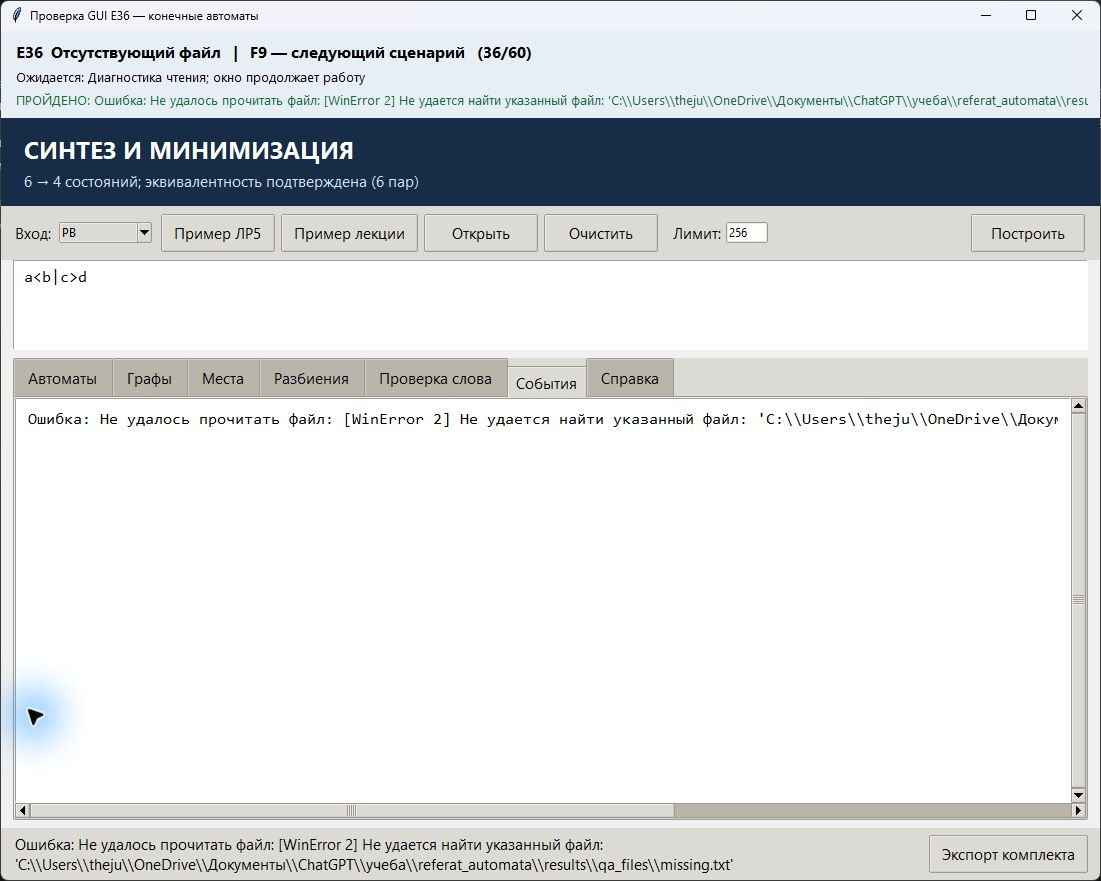 Проверка GUI E36 — конечные автоматы
E36 Отсутствующий файл | F9 — следующий сценарий (36/60)
Ожидается: Диагностика чтения; окно продолжает работу
ПРОЙДЕНО: Ошибка: Не удалось прочитать файл: [WinError 2] Не удается найти указанный файл: 'C:\\Users\\theju\\OneDrive\\Документы\\ChatGPT\\учеба\\referat_automata\\resu
СИНТЕЗ И МИНИМИЗАЦИЯ
6 → 4 состояний; эквивалентность подтверждена (6 пар)
Вход: РВ Пример ЛР5 Пример лекции Открыть Очистить Лимит: 256 Построить
a<b|c>d
Автоматы Графы Места Разбиения Проверка слова События Справка
Ошибка: Не удалось прочитать файл: [WinError 2] Не удается найти указанный файл: 'C:\\Users\\theju\\OneDrive\\Докум
Ошибка: Не удалось прочитать файл: [WinError 2] Не удается найти указанный файл:
'C:\\Users\\theju\\OneDrive\\Документы\\ChatGPT\\учеба\\referat_automata\\results\\qa_files\\missing.txt'
Экспорт комплекта